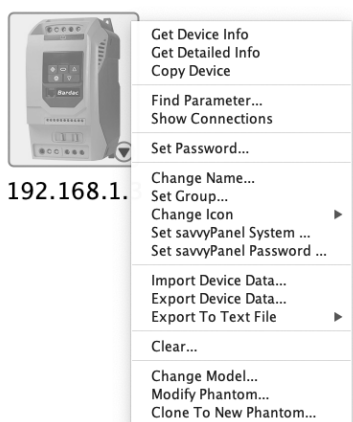 Bardac
192.168.1.
Get Device Info
Get Detailed Info
Copy Device
Find Parameter...
Show Connections
Set Password...
Change Name...
Set Group...
Change Icon
Set savvyPanel System ...
Set savvyPanel Password ...
Import Device Data...
Export Device Data...
Export To Text File
Clear...
Change Model...
Modify Phantom...
Clone To New Phantom...